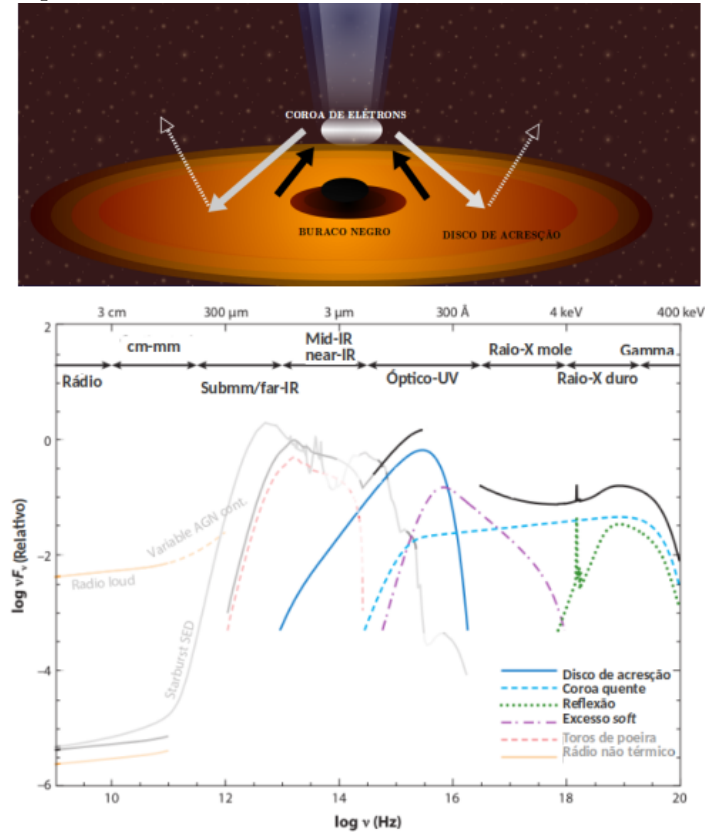 COROA DE ELÉTRONS
BURACO NEGRO
DISCO DE ACRESÇÃO
3 cm 300 µm 3 µm 300 Å 4 keV 400 keV
2
cm-mm
Mid-IR
near-IR
Raio-X mole
Gamma
Rádio
Submm/far-IR
Óptico-UV
Raio-X duro
0
Variable AGN cont.
Radio loud
Starburst SED
−2
−4
−6
log νFν (Relativo)
Disco de acresção
Coroa quente
Reflexão
Excesso soft
Toros de poeira
Rádio não térmico
10 12 14 16 18 20
log ν (Hz)